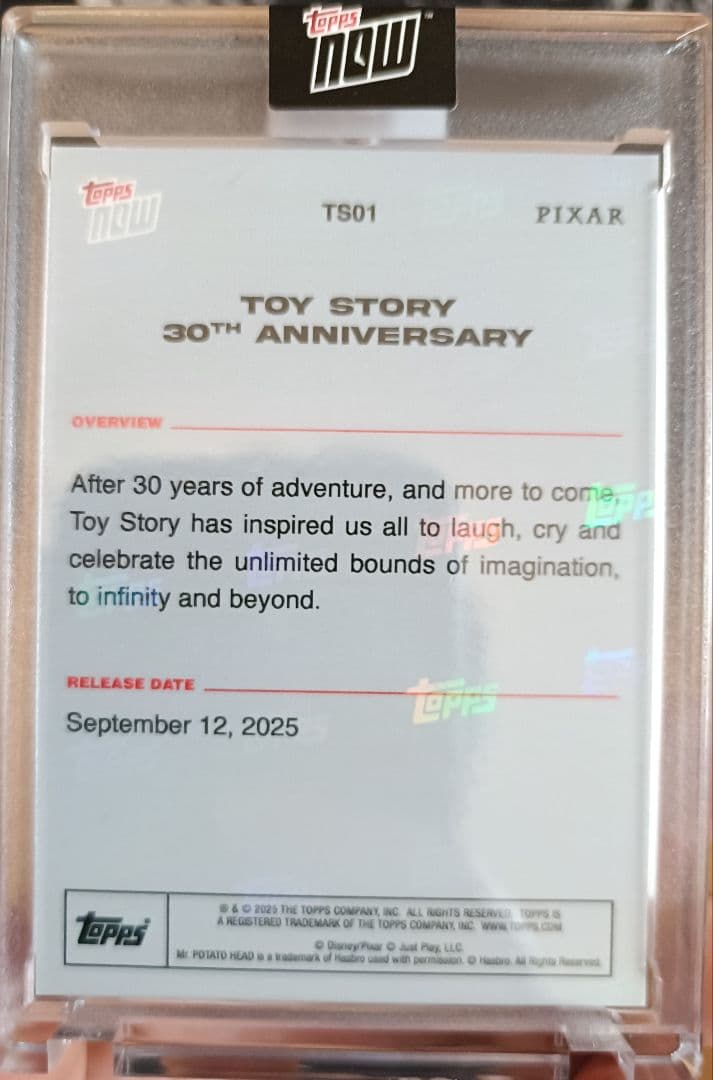 Topps
NOW™
Topps
NOW
TS01
PIXAR
TOY STORY
30TH ANNIVERSARY
OVERVIEW
After 30 years of adventure, and more to come,
Toy Story has inspired us all to laugh, cry and
celebrate the unlimited bounds of imagination,
to infinity and beyond.
RELEASE DATE
Topps
September 12, 2025
Topps
® & © 2025 THE TOPPS COMPANY, INC. ALL RIGHTS RESERVED. TOPPS IS
A REGISTERED TRADEMARK OF THE TOPPS COMPANY, INC. WWW.TOPPS.COM
© Disney/Pixar © Just Play, LLC.
Mr. POTATO HEAD is a trademark of Hasbro used with permission. © Hasbro. All Rights Reserved.